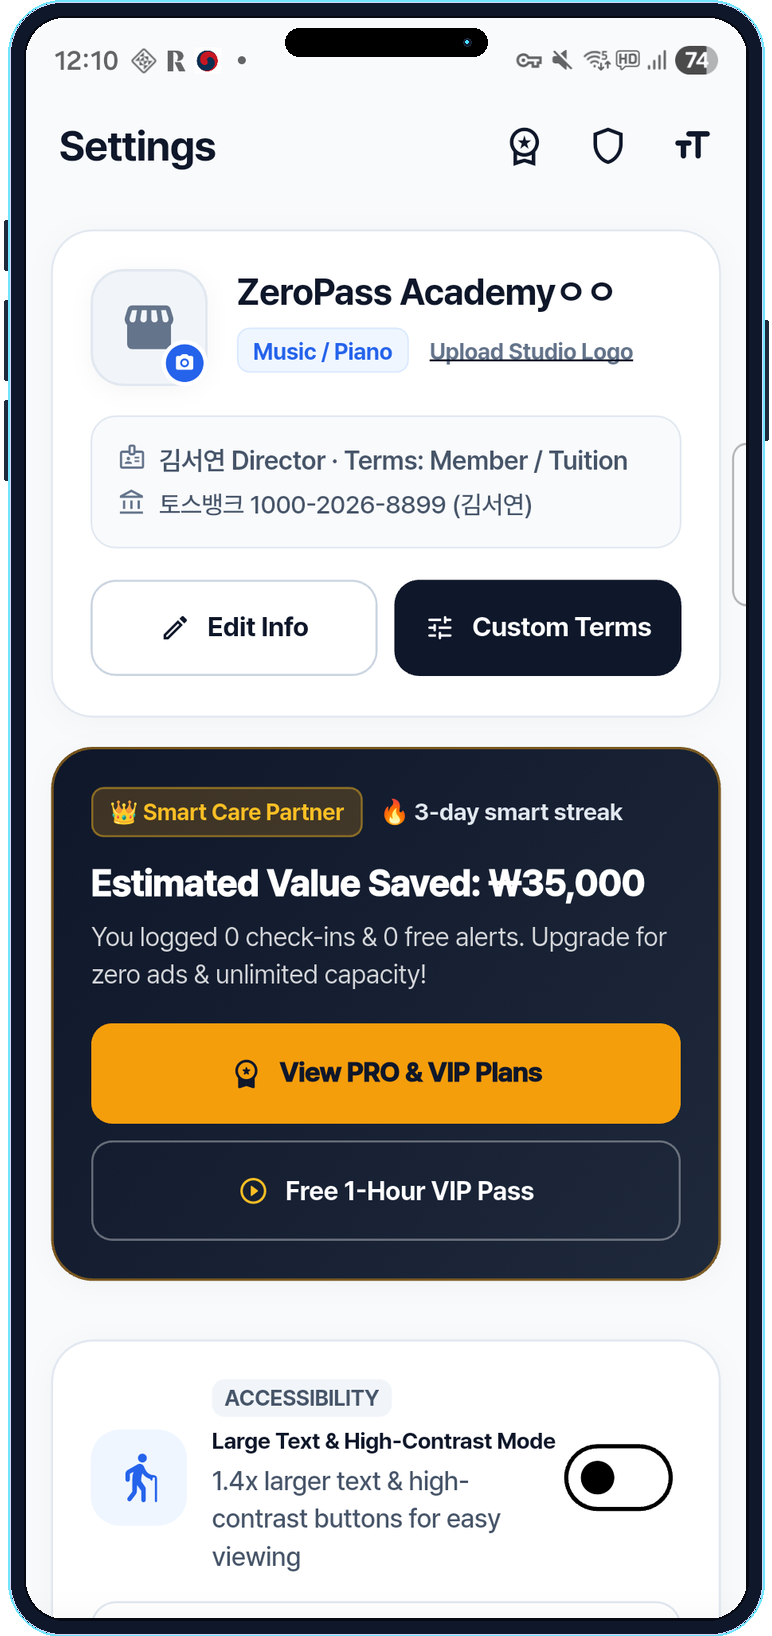 12:10 R HD 74
Settings
ZeroPass Academyㅇㅇ
Music / Piano Upload Studio Logo
김서연 Director · Terms: Member / Tuition
토스뱅크 1000-2026-8899 (김서연)
Edit Info Custom Terms
👑 Smart Care Partner 🔥 3-day smart streak
Estimated Value Saved: ₩35,000
You logged 0 check-ins & 0 free alerts. Upgrade for
zero ads & unlimited capacity!
View PRO & VIP Plans
Free 1-Hour VIP Pass
ACCESSIBILITY
Large Text & High-Contrast Mode
1.4x larger text & high-
contrast buttons for easy
viewing